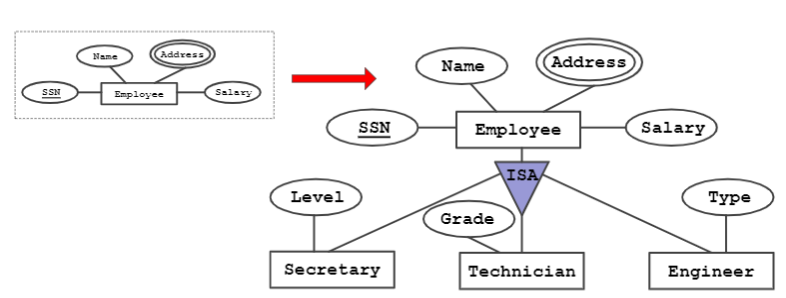 Name
Address
SSN
Employee
Salary
Name
Address
SSN
Employee
Salary
ISA
Level
Grade
Type
Secretary
Technician
Engineer